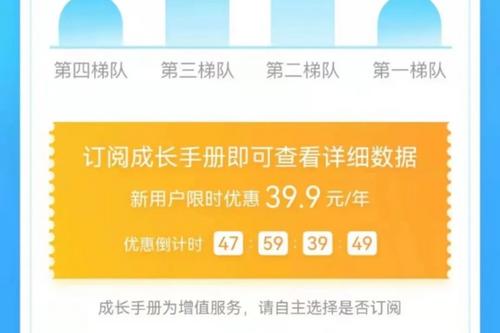 第四梯队 第三梯队 第二梯队 第一梯队
订阅成长手册即可查看详细数据
新用户限时优惠 39.9 元/年
优惠倒计时 47 : 59 : 39 : 49
成长手册为增值服务，请自主选择是否订阅